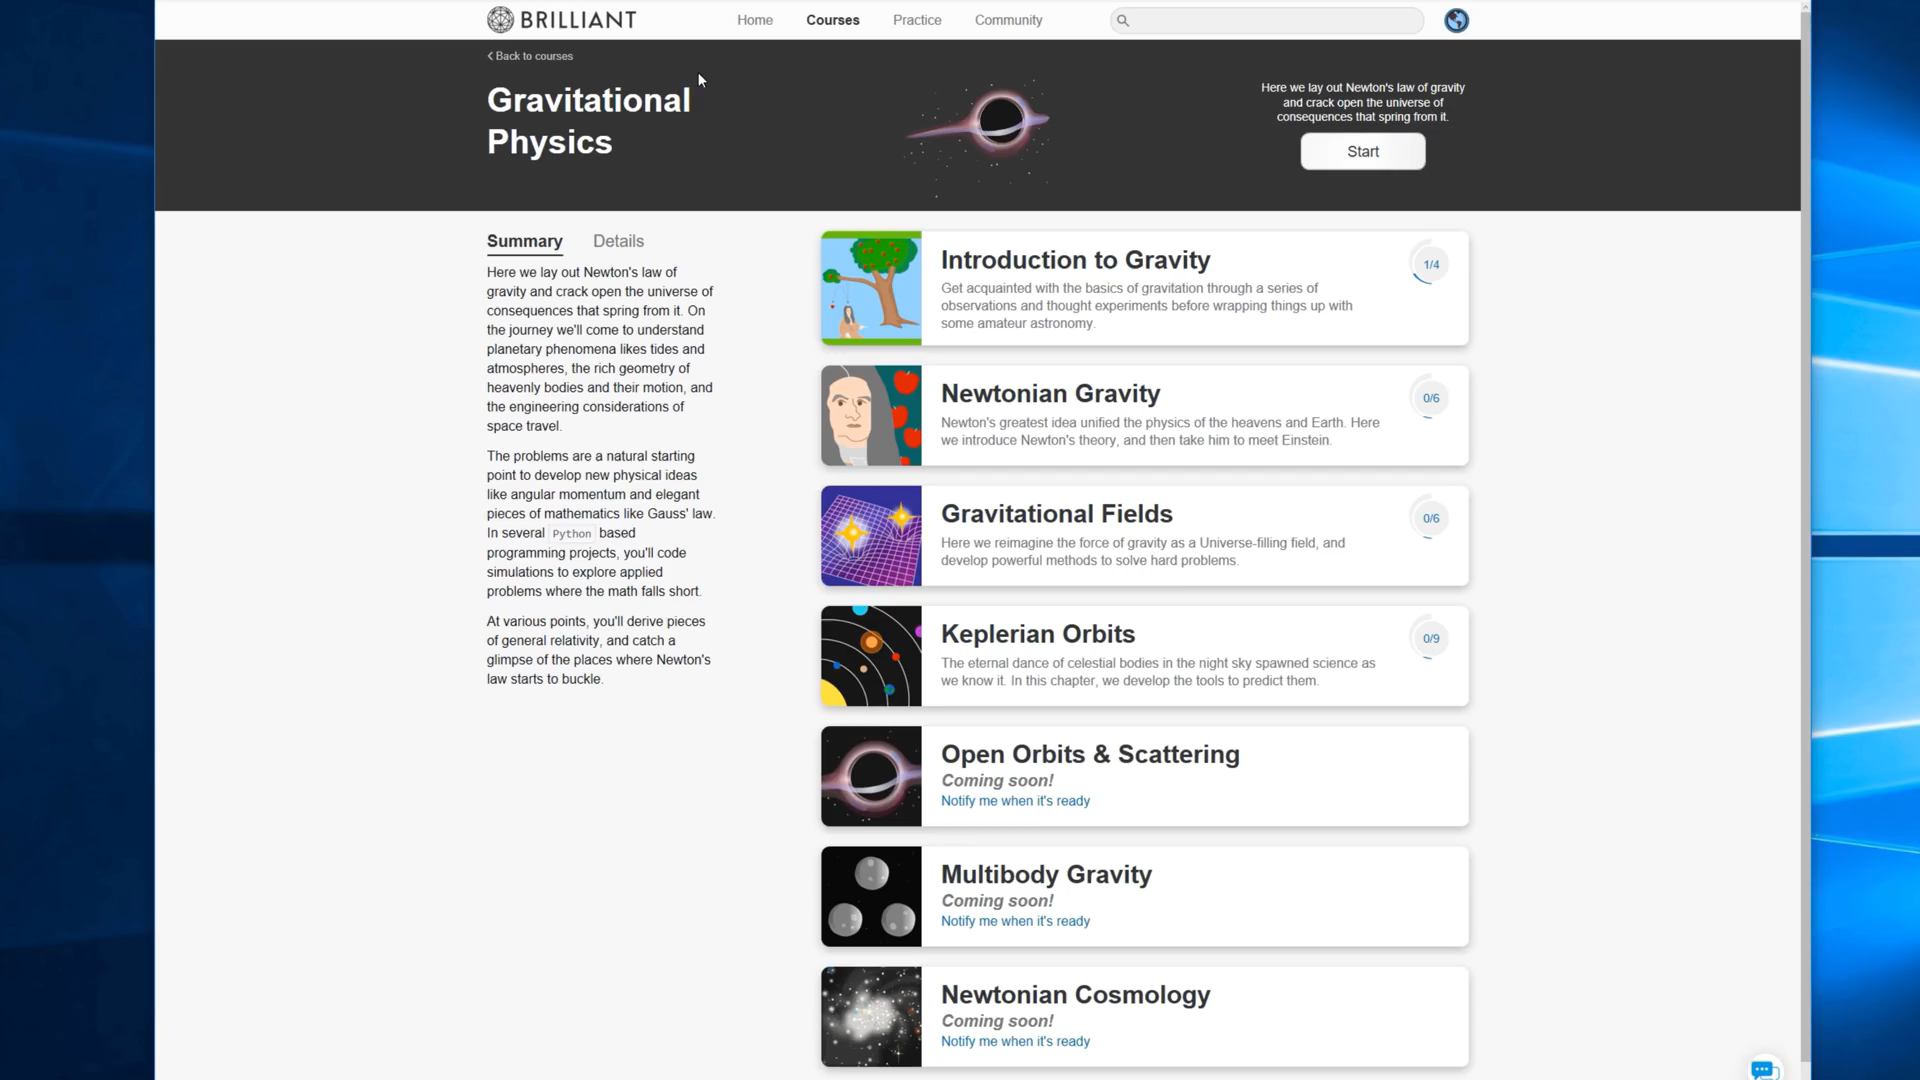 BRILLIANT
Home
Courses
Practice
Community
Back to courses
Gravitational
Physics
Here we lay out Newton's law of gravity
and crack open the universe of
consequences that spring from it.
Start
Summary
Details
Here we lay out Newton's law of
gravity and crack open the universe of
consequences that spring from it. On
the journey we'll come to understand
planetary phenomena likes tides and
atmospheres, the rich geometry of
heavenly bodies and their motion, and
the engineering considerations of
space travel.
The problems are a natural starting
point to develop new physical ideas
like angular momentum and elegant
pieces of mathematics like Gauss' law.
In several Python based
programming projects, you'll code
simulations to explore applied
problems where the math falls short.
At various points, you'll derive pieces
of general relativity, and catch a
glimpse of the places where Newton's
law starts to buckle.
Introduction to Gravity
1/4
Get acquainted with the basics of gravitation through a series of
observations and thought experiments before wrapping things up with
some amateur astronomy.
Newtonian Gravity
0/6
Newton's greatest idea unified the physics of the heavens and Earth. Here
we introduce Newton's theory, and then take him to meet Einstein.
Gravitational Fields
0/6
Here we reimagine the force of gravity as a Universe-filling field, and
develop powerful methods to solve hard problems.
Keplerian Orbits
0/9
The eternal dance of celestial bodies in the night sky spawned science as
we know it. In this chapter, we develop the tools to predict them.
Open Orbits & Scattering
Coming soon!
Notify me when it's ready
Multibody Gravity
Coming soon!
Notify me when it's ready
Newtonian Cosmology
Coming soon!
Notify me when it's ready